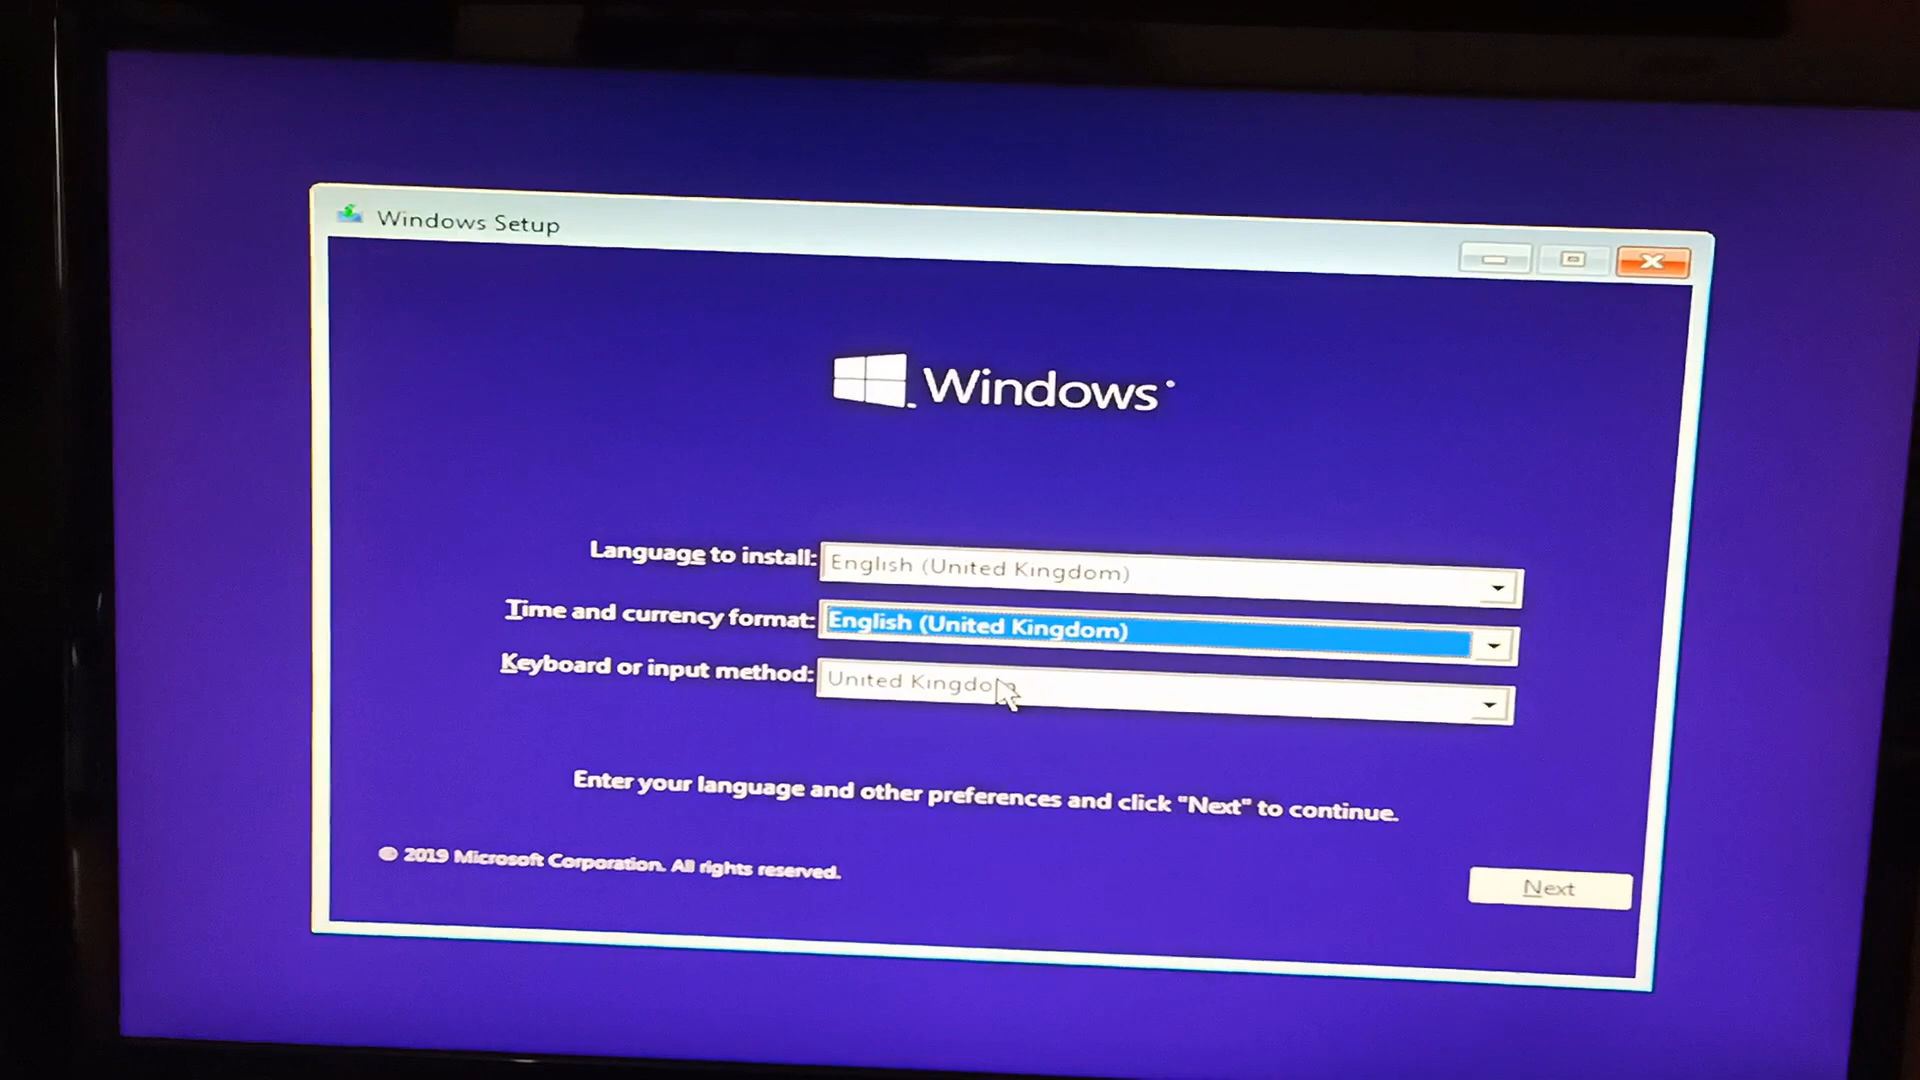 Windows Setup
Windows
Language to install: English (United Kingdom)
Time and currency format: English (United Kingdom)
Keyboard or input method: United Kingdom
Enter your language and other preferences and click "Next" to continue.
© 2019 Microsoft Corporation. All rights reserved.
Next